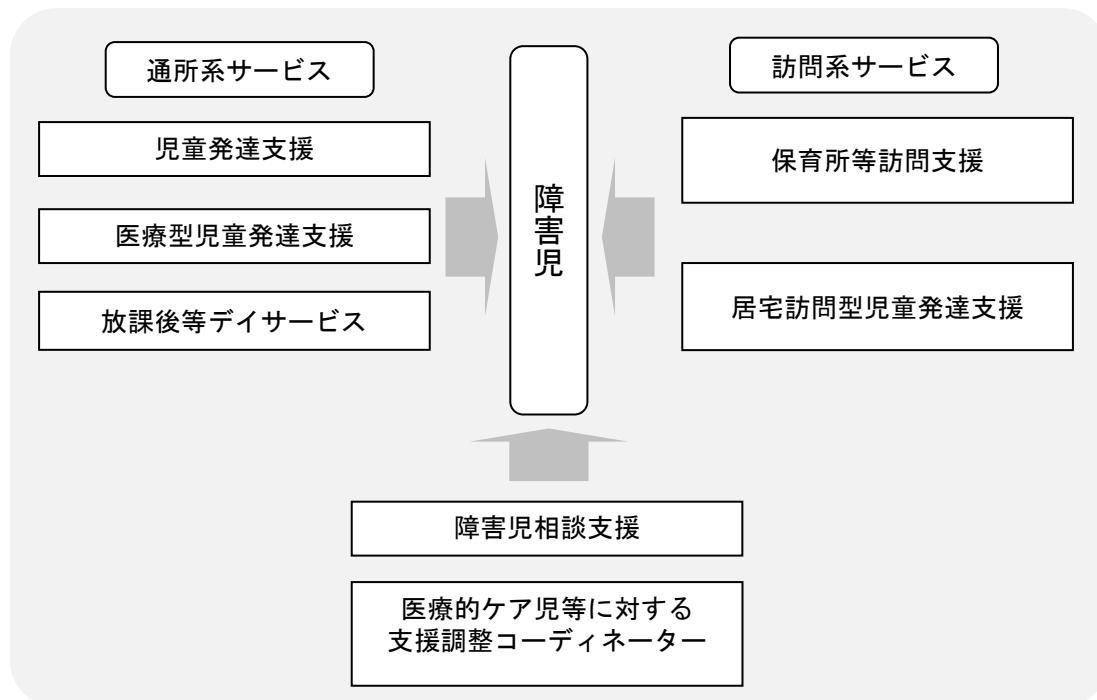 通所系サービス
児童発達支援
医療型児童発達支援
放課後等デイサービス
障害児
訪問系サービス
保育所等訪問支援
居宅訪問型児童発達支援
障害児相談支援
医療的ケア児等に対する
支援調整コーディネーター